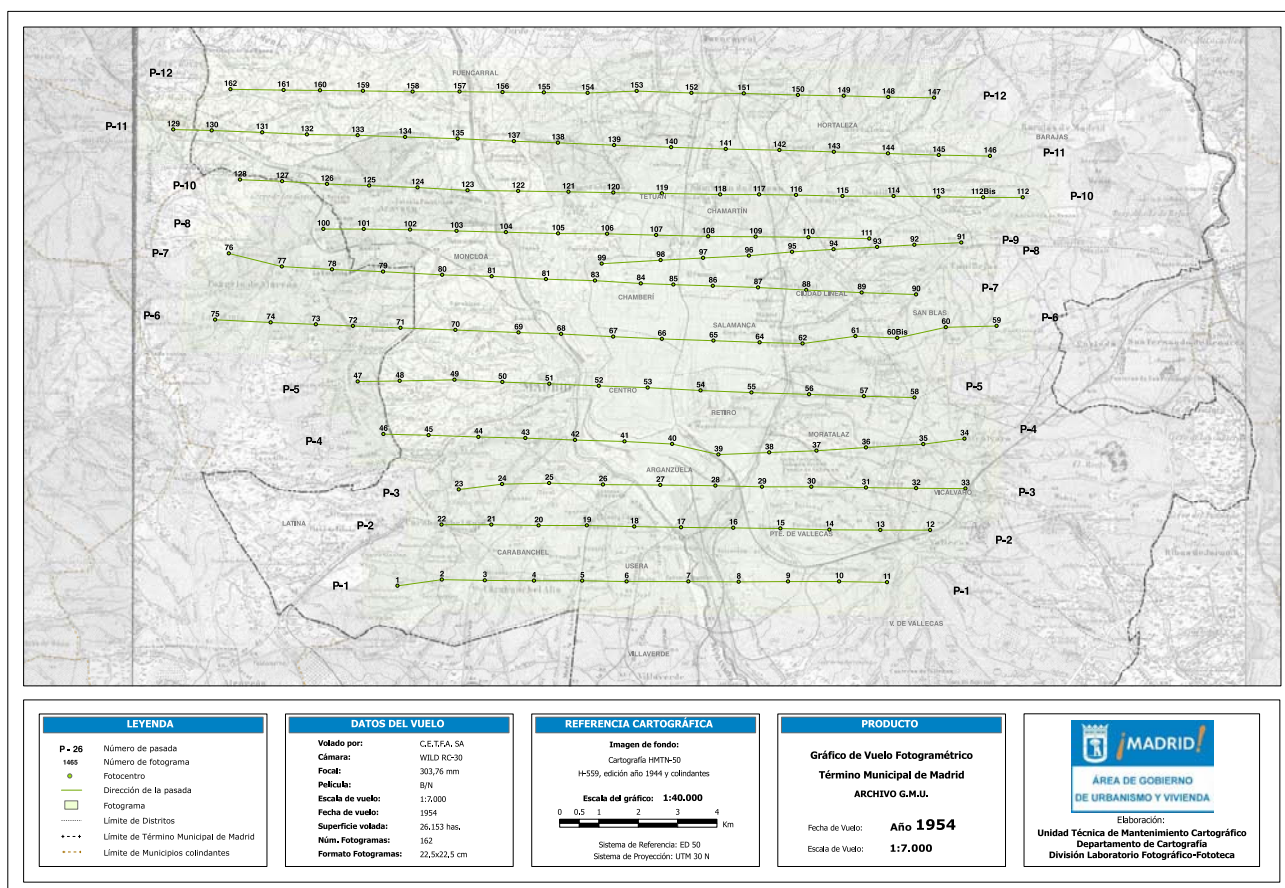 P-12 162 161 160 159 158 157 156 155 154 153 152 151 150 149 148 147 P-12
FUENCARRAL
HORTALEZA
BARAJAS
P-11 129 130 131 132 133 134 135 137 138 139 140 141 142 143 144 145 146 P-11
P-10 128 127 126 125 124 123 122 121 120 119 118 117 116 115 114 113 112Bis 112 P-10
TETUÁN
CHAMARTÍN
P-8 100 101 102 103 104 105 106 107 108 109 110 111 P-9
99 98 97 96 95 94 93 92 91 P-8
MONCLOA
P-7 76 77 78 79 80 81 81 83 84 85 86 87 88 89 90 P-7
CHAMBERÍ
CIUDAD LINEAL
SAN BLAS
P-6 75 74 73 72 71 70 69 68 67 66 65 64 62 61 60Bis 60 59 P-6
SALAMANCA
P-5 47 48 49 50 51 52 53 54 55 56 57 58 P-5
CENTRO
RETIRO
P-4 46 45 44 43 42 41 40 39 38 37 36 35 34 P-4
MORATALAZ
ARGANZUELA
P-3 23 24 25 26 27 28 29 30 31 32 33 P-3
VICÁLVARO
LATINA
P-2 22 21 20 19 18 17 16 15 14 13 12 P-2
PTE. DE VALLECAS
CARABANCHEL
USERA
P-1 1 2 3 4 5 6 7 8 9 10 11 P-1
V. DE VALLECAS
VILLAVERDE
LEYENDA
P - 26 Número de pasada
1465 Número de fotograma
Fotocentro
Dirección de la pasada
Fotograma
Límite de Distritos
Límite de Término Municipal de Madrid
Límite de Municipios colindantes
DATOS DEL VUELO
Volado por: C.E.T.F.A. SA
Cámara: WILD RC-30
Focal: 303,76 mm
Película: B/N
Escala de vuelo: 1:7.000
Fecha de vuelo: 1954
Superficie volada: 26.153 has.
Núm. Fotogramas: 162
Formato Fotogramas: 22,5x22,5 cm
REFERENCIA CARTOGRÁFICA
Imagen de fondo:
Cartografía HMTN-50
H-559, edición año 1944 y colindantes
Escala del gráfico: 1:40.000
0 0.5 1 2 3 4
Km
Sistema de Referencia: ED 50
Sistema de Proyección: UTM 30 N
PRODUCTO
Gráfico de Vuelo Fotogramétrico
Término Municipal de Madrid
ARCHIVO G.M.U.
Fecha de Vuelo: Año 1954
Escala de Vuelo: 1:7.000
¡MADRID!
ÁREA DE GOBIERNO
DE URBANISMO Y VIVIENDA
Elaboración:
Unidad Técnica de Mantenimiento Cartográfico
Departamento de Cartografía
División Laboratorio Fotográfico-Fototeca